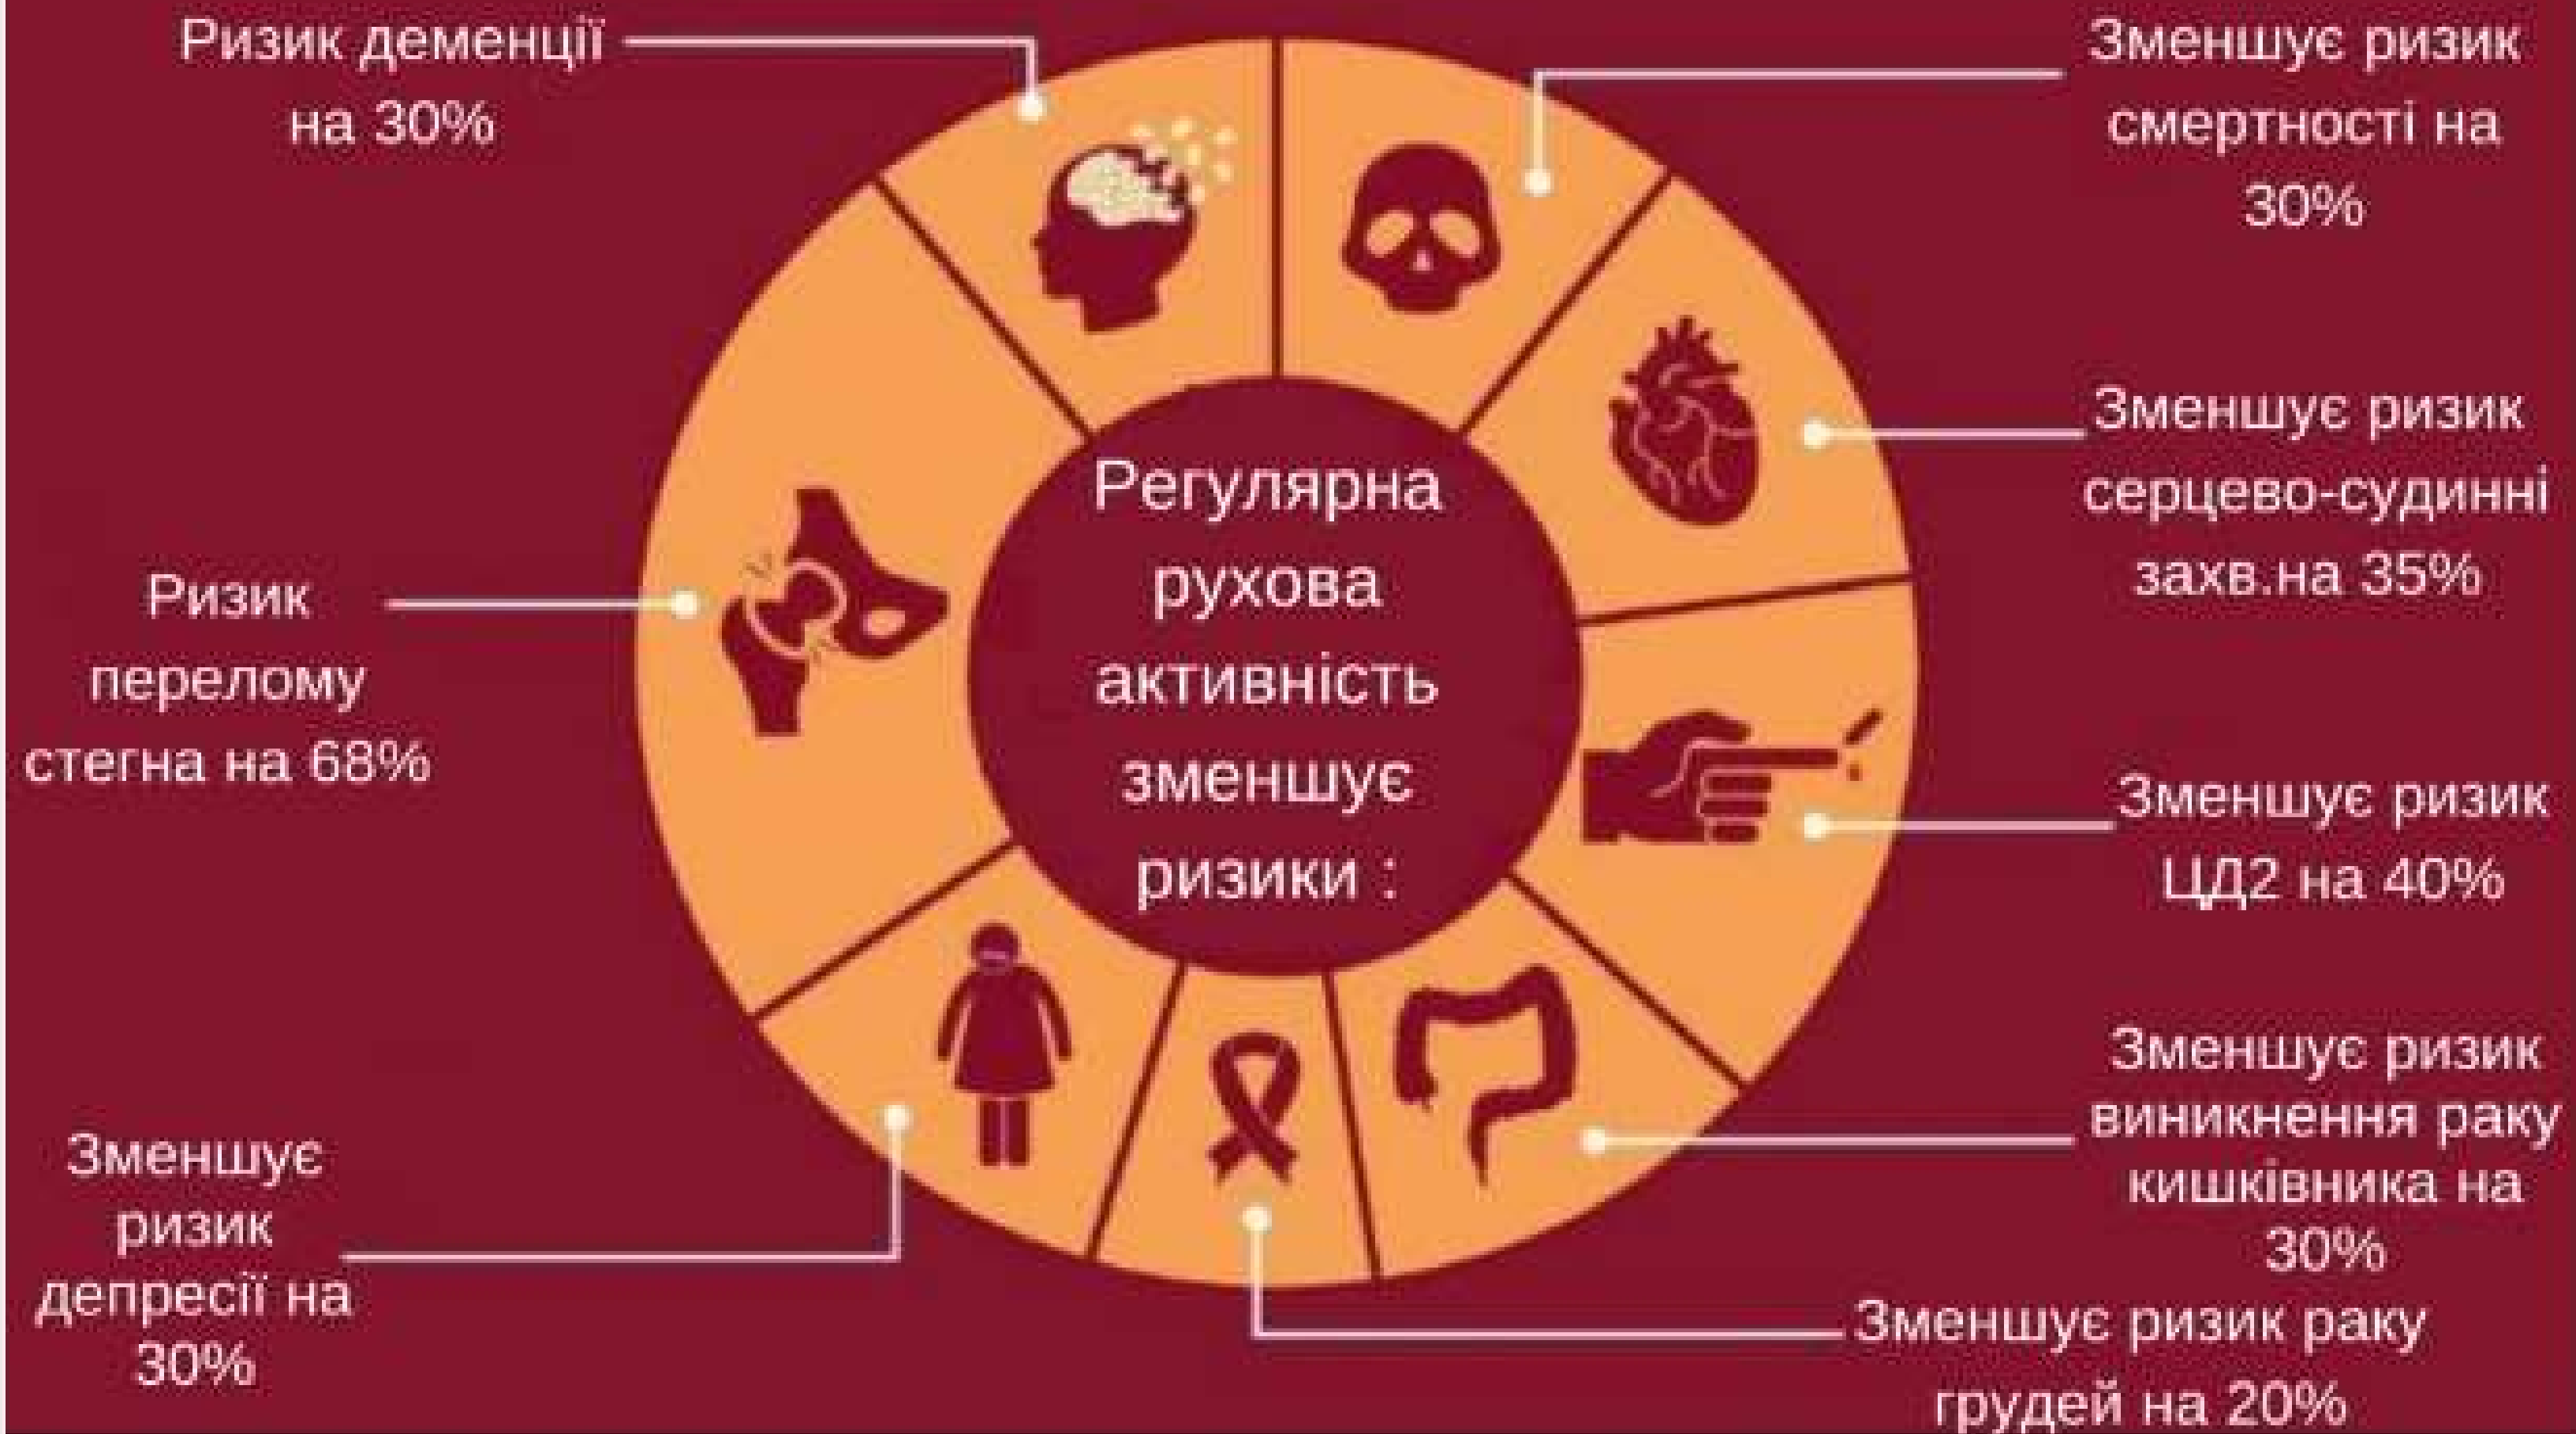 Ризик деменції
на 30%
Зменшує ризик
смертності на
30%
Зменшує ризик
серцево-судинні
захв.на 35%
Регулярна
рухова
активність
зменшує
ризики :
Ризик
перелому
стегна на 68%
Зменшує ризик
ЦД2 на 40%
Зменшує ризик
виникнення раку
кишківника на
30%
Зменшує
ризик
депресії на
30%
Зменшує ризик раку
грудей на 20%